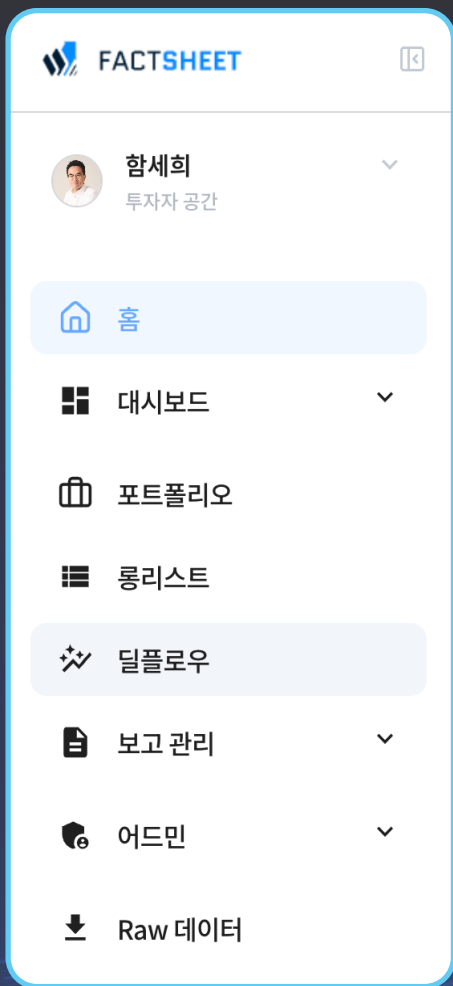 FACTSHEET
함세희
투자자 공간
홈
대시보드
포트폴리오
롱리스트
딜플로우
보고 관리
어드민
Raw 데이터